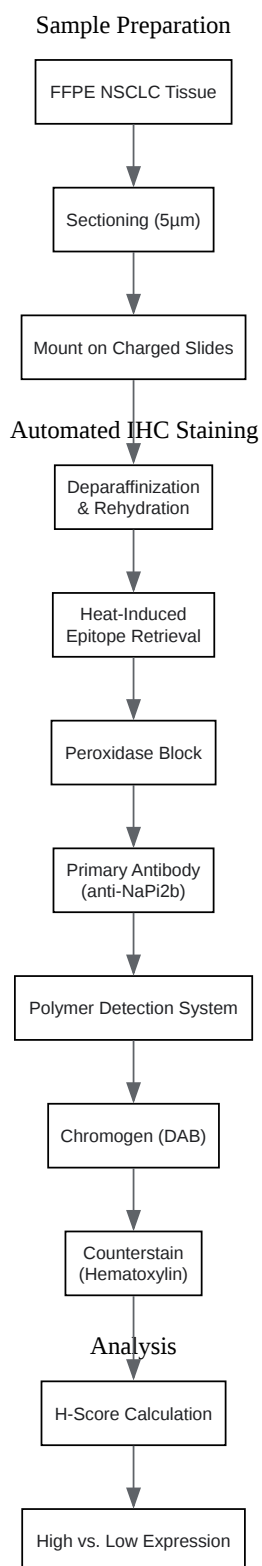 Sample Preparation
FFPE NSCLC Tissue
Sectioning (5µm)
Mount on Charged Slides
Automated IHC Staining
Deparaffinization
& Rehydration
Heat-Induced
Epitope Retrieval
Peroxidase Block
Primary Antibody
(anti-NaPi2b)
Polymer Detection System
Chromogen (DAB)
Counterstain
(Hematoxylin)
Analysis
H-Score Calculation
High vs. Low Expression